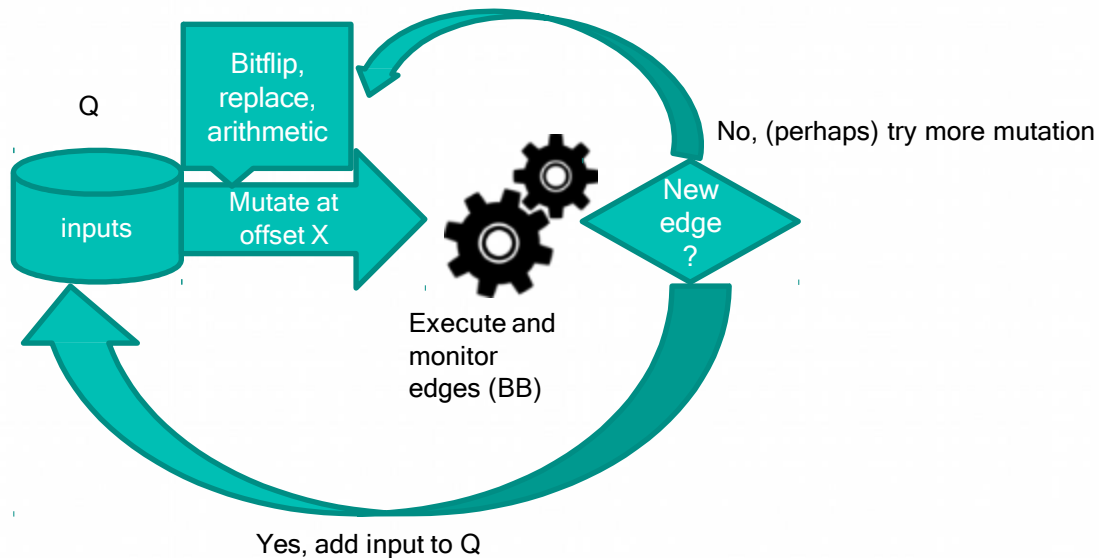 Q
Bitflip,
replace,
arithmetic
inputs
Mutate at
offset X
Execute and
monitor
edges (BB)
New
edge
?
No, (perhaps) try more mutation
Yes, add input to Q